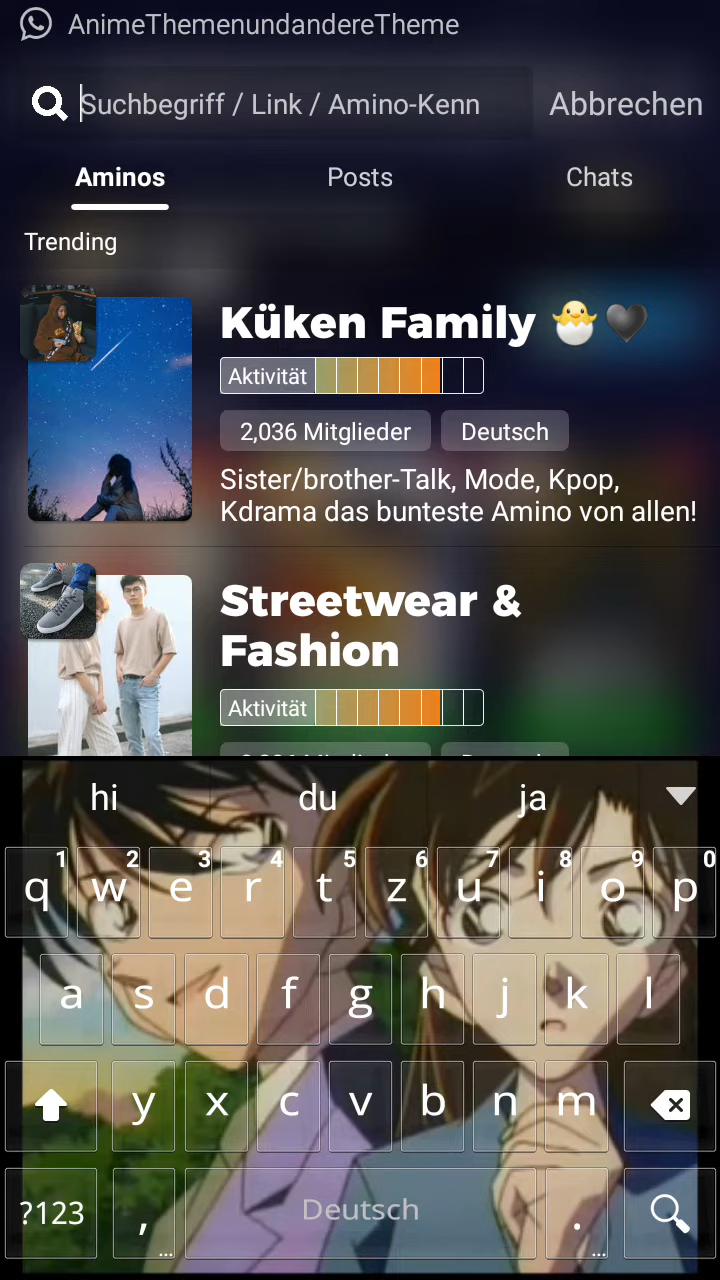 AnimeThemenundandereTheme
Suchbegriff / Link / Amino-Kenn
Abbrechen
Aminos
Posts
Chats
Trending
Küken Family 🐣🖤
Aktivität
2,036 Mitglieder
Deutsch
Sister/brother-Talk, Mode, Kpop,
Kdrama das bunteste Amino von allen!
Streetwear &
Fashion
Aktivität
hi du ja
1 2 3 4 5 6 7 8 9 0
q w e r t z u i o p
a s d f g h j k l
y x c v b n m
?123 , ... Deutsch . ...